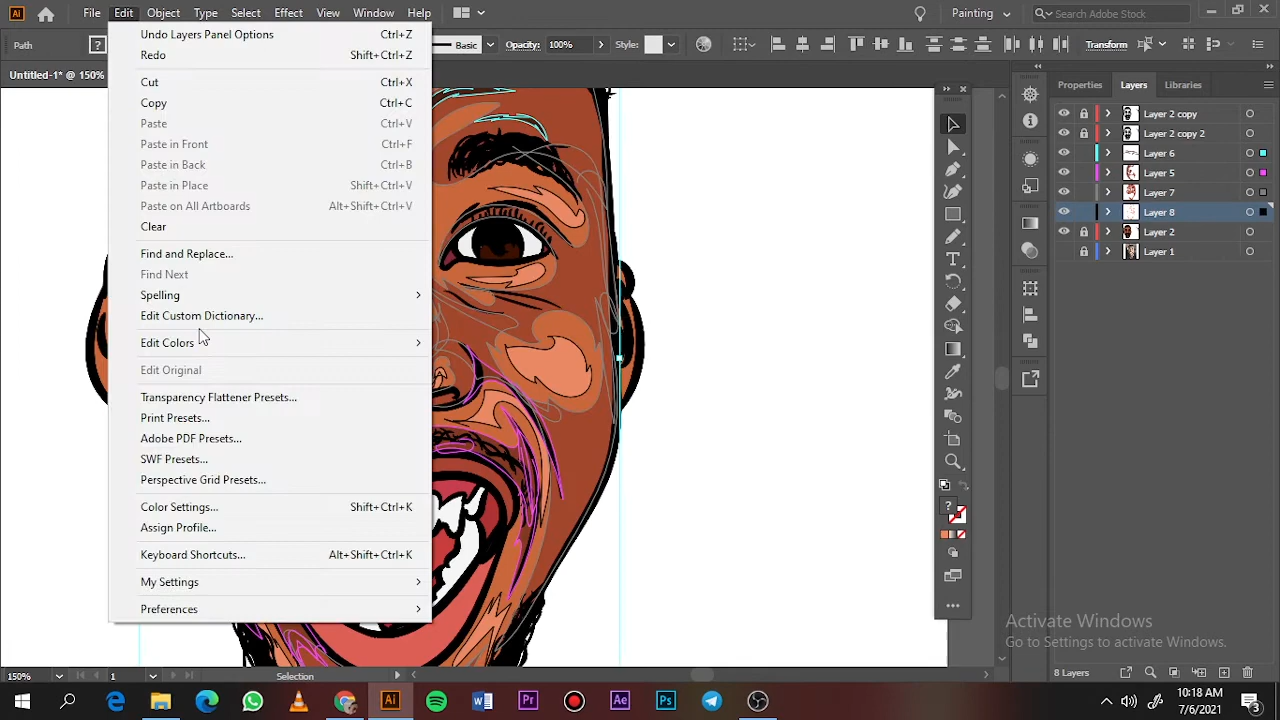 Ai File Edit Object Type Select Effect View Window Help Painting Search Adobe Stock
Path ? Basic Opacity: 100% Style: Transform
Untitled-1* @ 150%
Undo Layers Panel Options Ctrl+Z
Redo Shift+Ctrl+Z
Cut Ctrl+X
Copy Ctrl+C
Paste Ctrl+V
Paste in Front Ctrl+F
Paste in Back Ctrl+B
Paste in Place Shift+Ctrl+V
Paste on All Artboards Alt+Shift+Ctrl+V
Clear
Find and Replace...
Find Next
Spelling
Edit Custom Dictionary...
Edit Colors
Edit Original
Transparency Flattener Presets...
Print Presets...
Adobe PDF Presets...
SWF Presets...
Perspective Grid Presets...
Color Settings... Shift+Ctrl+K
Assign Profile...
Keyboard Shortcuts... Alt+Shift+Ctrl+K
My Settings
Preferences
Properties Layers Libraries
Layer 2 copy
Layer 2 copy 2
Layer 6
Layer 5
Layer 7
Layer 8
Layer 2
Layer 1
T
?
Activate Windows
Go to Settings to activate Windows.
150% 1 Selection 8 Layers
Ai W Pr Ae Ps
10:18 AM
7/6/2021
3